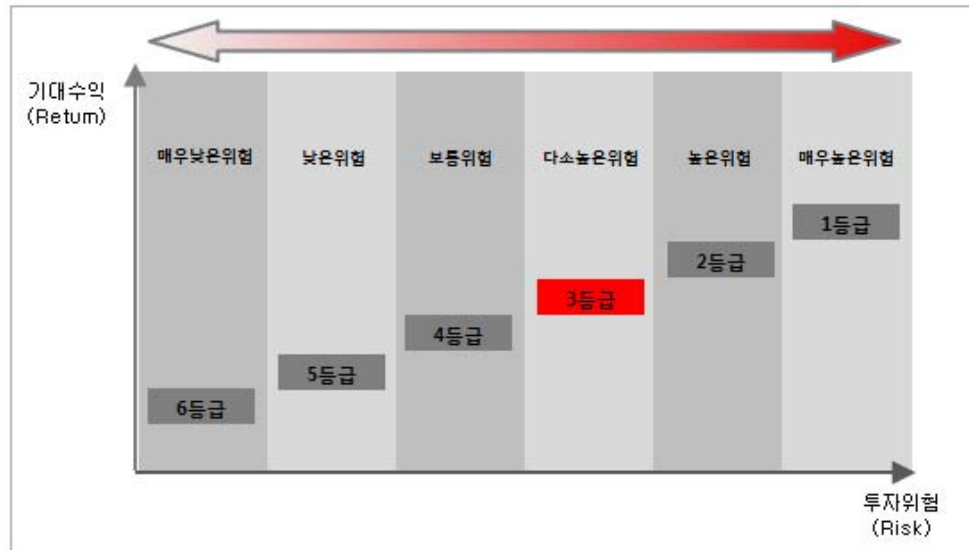 기대수익
(Return)
매우낮은위험 낮은위험 보통위험 다소높은위험 높은위험 매우높은위험
1등급
2등급
3등급
4등급
5등급
6등급
투자위험
(Risk)